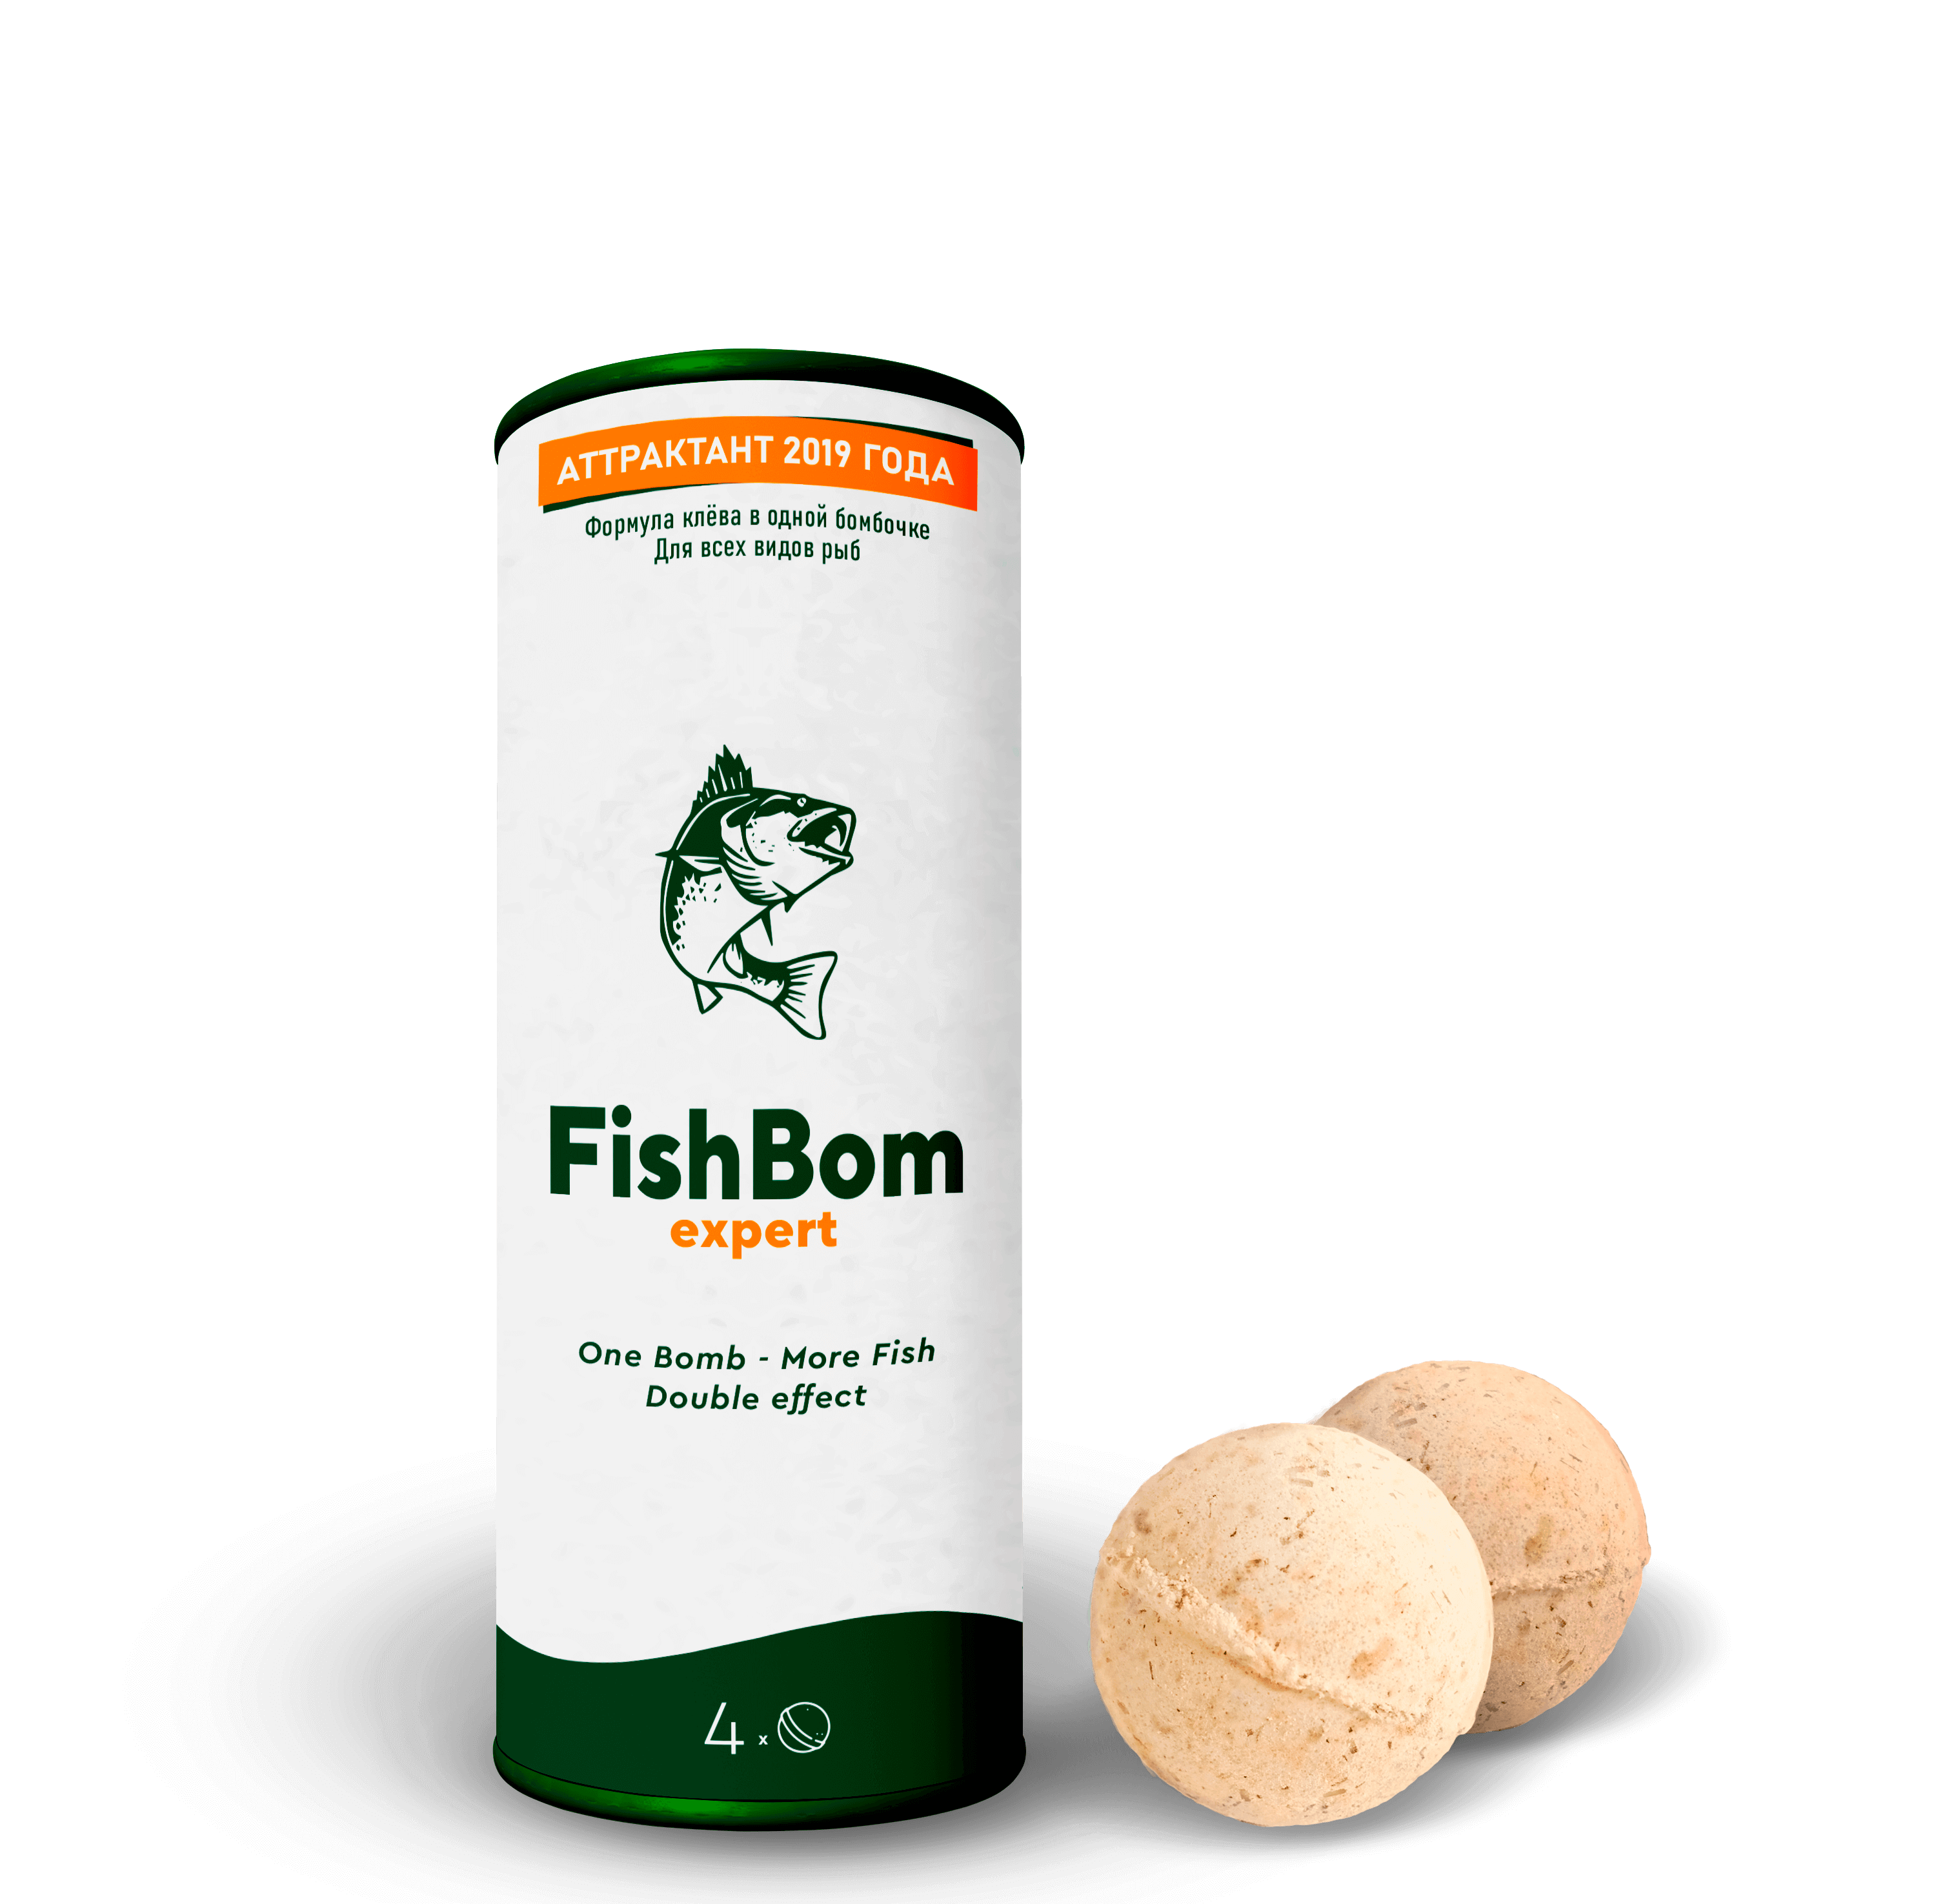 АТТРАКТАНТ 2019 ГОДА
Формула клёва в одной бомбочке
Для всех видов рыб
FishBom
expert
One Bomb - More Fish
Double effect
4 x